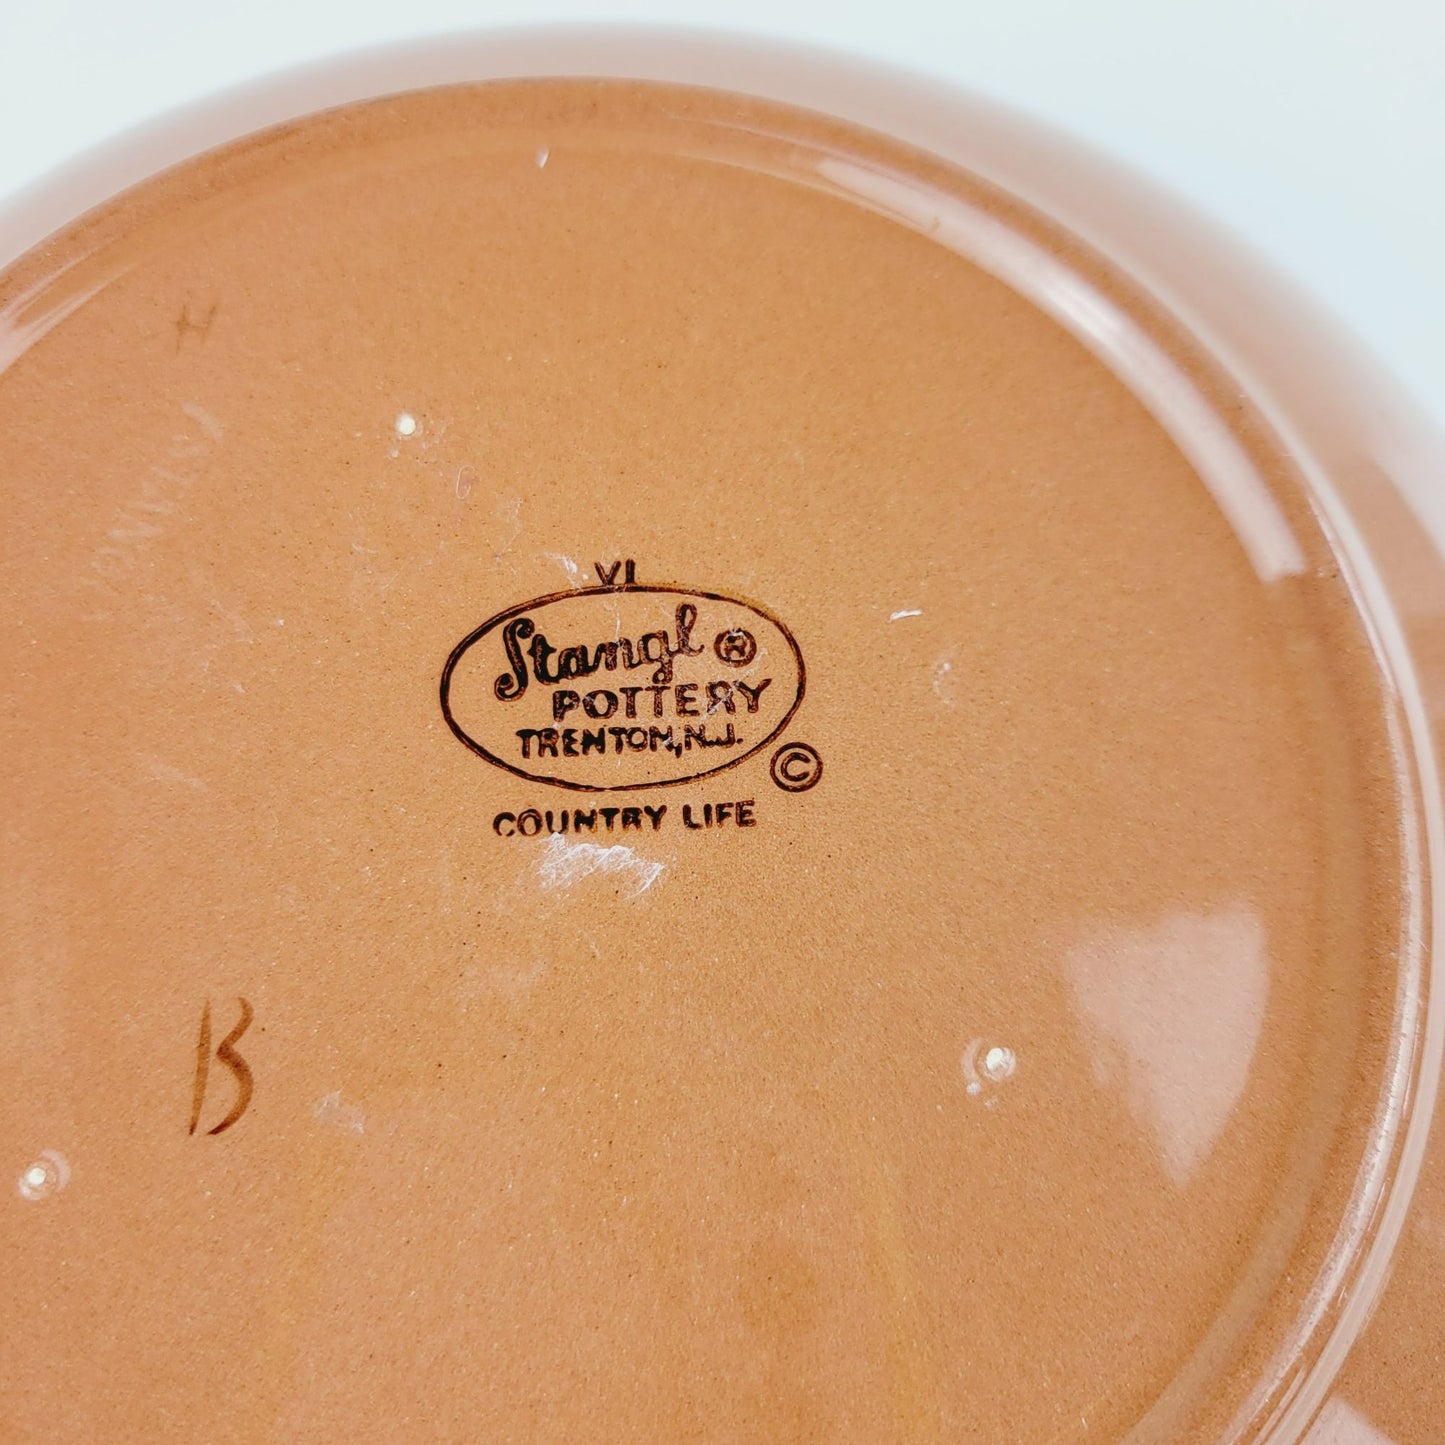 H
VI
Stangl ®
POTTERY
TRENTON, N.J.
©
COUNTRY LIFE
B